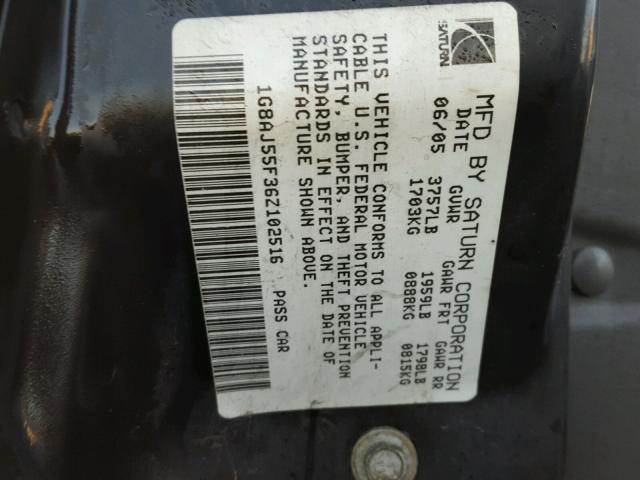 SATURN
MFD BY SATURN CORPORATION
DATE GVWR GAWR FRT GAWR RR
06/05 3757LB 1959LB 1798LB
1703KG 0888KG 0815KG
THIS VEHICLE CONFORMS TO ALL APPLI-
CABLE U.S. FEDERAL MOTOR VEHICLE
SAFETY, BUMPER, AND THEFT PREVENTION
STANDARDS IN EFFECT ON THE DATE OF
MANUFACTURE SHOWN ABOVE.
1G8AJ55F36Z102516 PASS CAR